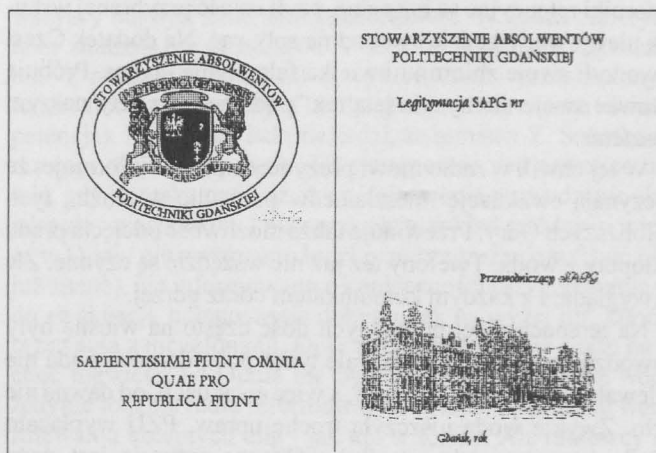 STOWARZYSZENIE ABSOLWENTÓW
POLITECHNIKI GDAŃSKIEJ
SAPIENTISSIME FIUNT OMNIA
QUAE PRO
REPUBLICA FIUNT
STOWARZYSZENIE ABSOLWENTÓW
POLITECHNIKI GDAŃSKIEJ
Legitymacja SAPG nr
Przewodniczący SAPG
Gdańsk, rok